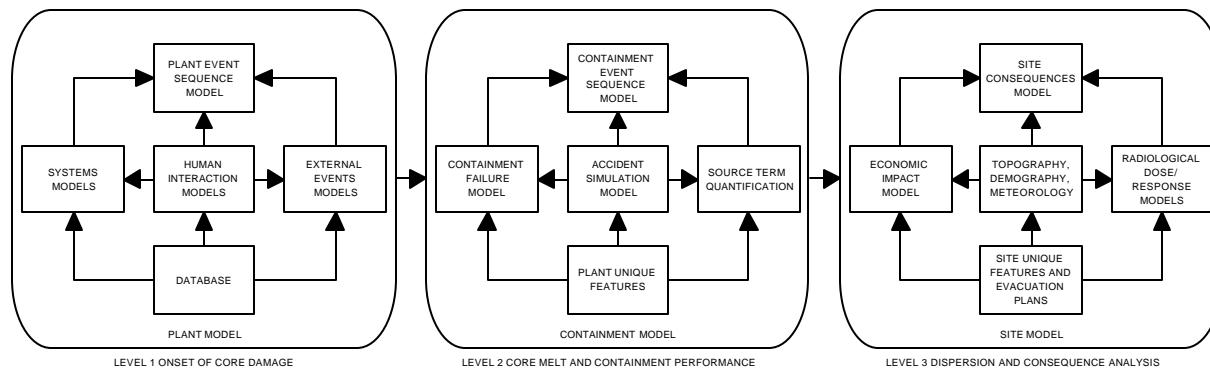 PLANT EVENT
SEQUENCE
MODEL
SYSTEMS
MODELS
HUMAN
INTERACTION
MODELS
EXTERNAL
EVENTS
MODELS
DATABASE
PLANT MODEL
LEVEL 1 ONSET OF CORE DAMAGE
CONTAINMENT
EVENT
SEQUENCE
MODEL
CONTAINMENT
FAILURE
MODEL
ACCIDENT
SIMULATION
MODEL
SOURCE TERM
QUANTIFICATION
PLANT UNIQUE
FEATURES
CONTAINMENT MODEL
LEVEL 2 CORE MELT AND CONTAINMENT PERFORMANCE
SITE
CONSEQUENCES
MODEL
ECONOMIC
IMPACT MODEL
TOPOGRAPHY,
DEMOGRAPHY,
METEOROLOGY
RADIOLOGICAL
DOSE/
RESPONSE
MODELS
SITE UNIQUE
FEATURES AND
EVACUATION
PLANS
SITE MODEL
LEVEL 3 DISPERSION AND CONSEQUENCE ANALYSIS